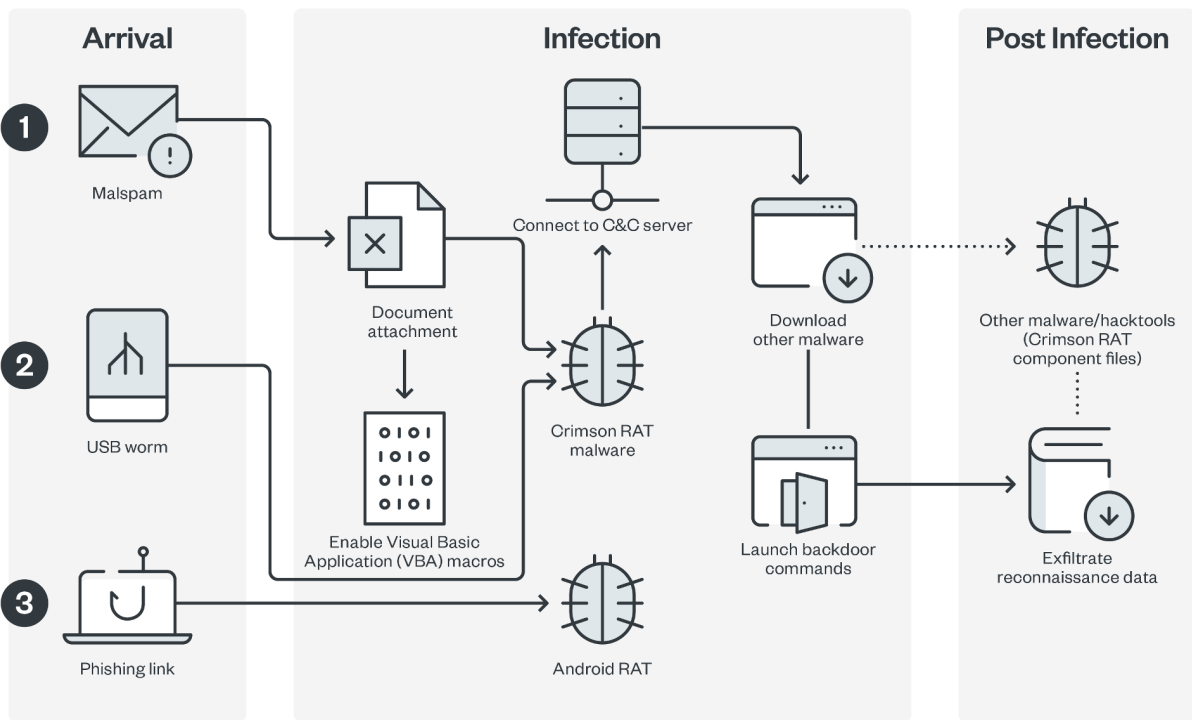 Arrival
Infection
Post Infection
1
Malspam
Document
attachment
Connect to C&C server
Download
other malware
Other malware/hacktools
(Crimson RAT
component files)
2
USB worm
0101
1010
0110
0110
Enable Visual Basic
Application (VBA) macros
Crimson RAT
malware
Launch backdoor
commands
Exfiltrate
reconnaissance data
3
Phishing link
Android RAT